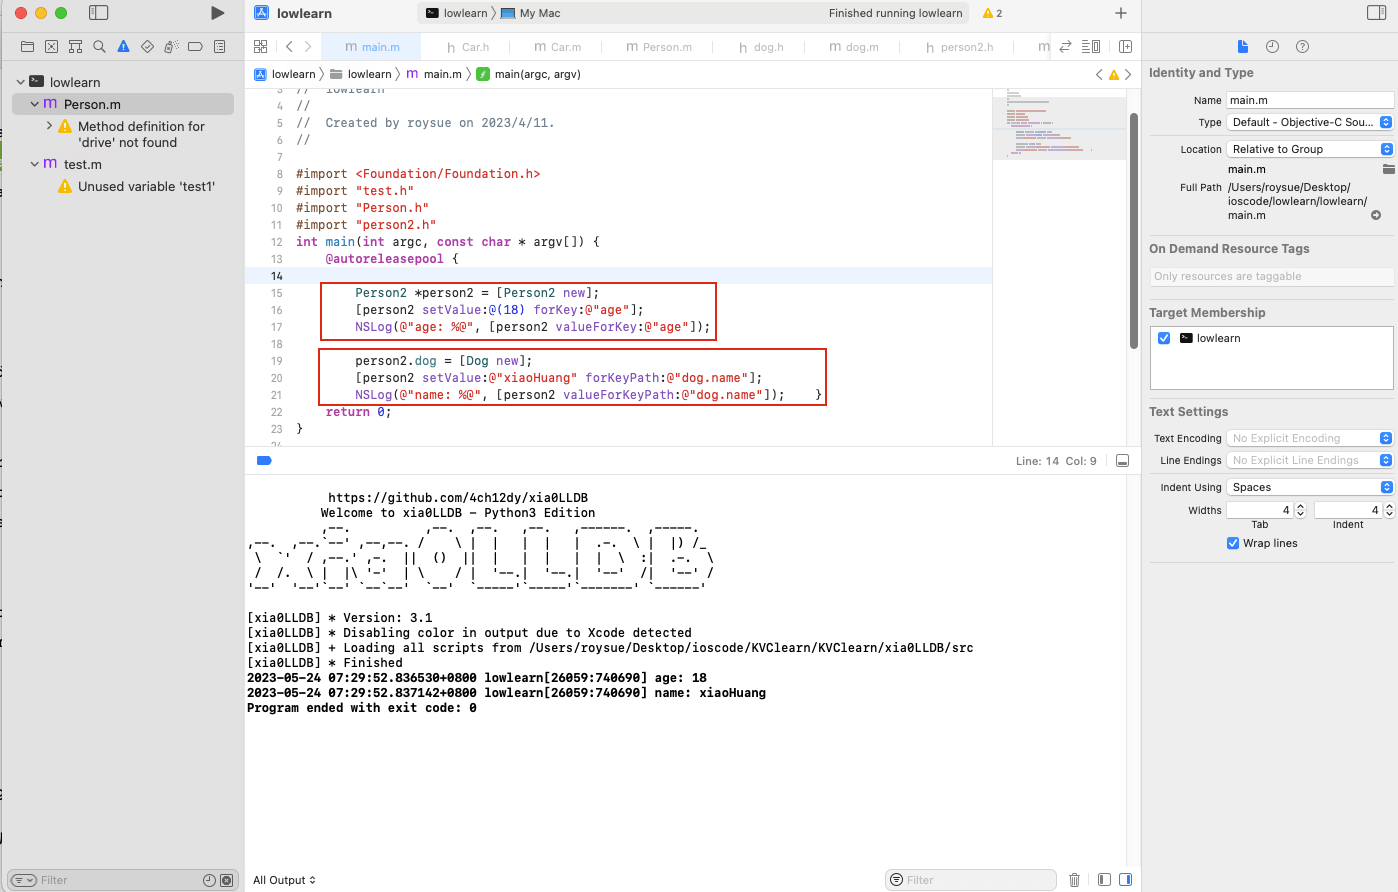 lowlearn
lowlearn
My Mac
Finished running lowlearn
2
main.m
Car.h
Car.m
Person.m
dog.h
dog.m
person2.h
m
lowlearn
lowlearn
main.m
main(argc, argv)
lowlearn
Person.m
Method definition for
'drive' not found
test.m
Unused variable 'test1'
Filter
3 // lowlearn
4 //
5 //  Created by roysue on 2023/4/11.
6 //
7
8 #import <Foundation/Foundation.h>
9 #import "test.h"
10 #import "Person.h"
11 #import "person2.h"
12 int main(int argc, const char * argv[]) {
13     @autoreleasepool {
14
15         Person2 *person2 = [Person2 new];
16         [person2 setValue:@(18) forKey:@"age"];
17         NSLog(@"age: %@", [person2 valueForKey:@"age"]);
18
19         person2.dog = [Dog new];
20         [person2 setValue:@"xiaoHuang" forKeyPath:@"dog.name"];
21         NSLog(@"name: %@", [person2 valueForKeyPath:@"dog.name"]);    }
22     return 0;
23 }
Line: 14 Col: 9
https://github.com/4ch12dy/xia0LLDB
Welcome to xia0LLDB - Python3 Edition
[xia0LLDB] * Version: 3.1
[xia0LLDB] * Disabling color in output due to Xcode detected
[xia0LLDB] + Loading all scripts from /Users/roysue/Desktop/ioscode/KVClearn/KVClearn/xia0LLDB/src
[xia0LLDB] * Finished
2023-05-24 07:29:52.836530+0800 lowlearn[26059:740690] age: 18
2023-05-24 07:29:52.837142+0800 lowlearn[26059:740690] name: xiaoHuang
Program ended with exit code: 0
All Output
Filter
Identity and Type
Name main.m
Type Default - Objective-C Sou...
Location Relative to Group
main.m
Full Path /Users/roysue/Desktop/
ioscode/lowlearn/lowlearn/
main.m
On Demand Resource Tags
Only resources are taggable
Target Membership
lowlearn
Text Settings
Text Encoding No Explicit Encoding
Line Endings No Explicit Line Endings
Indent Using Spaces
Widths 4 4
Tab Indent
Wrap lines